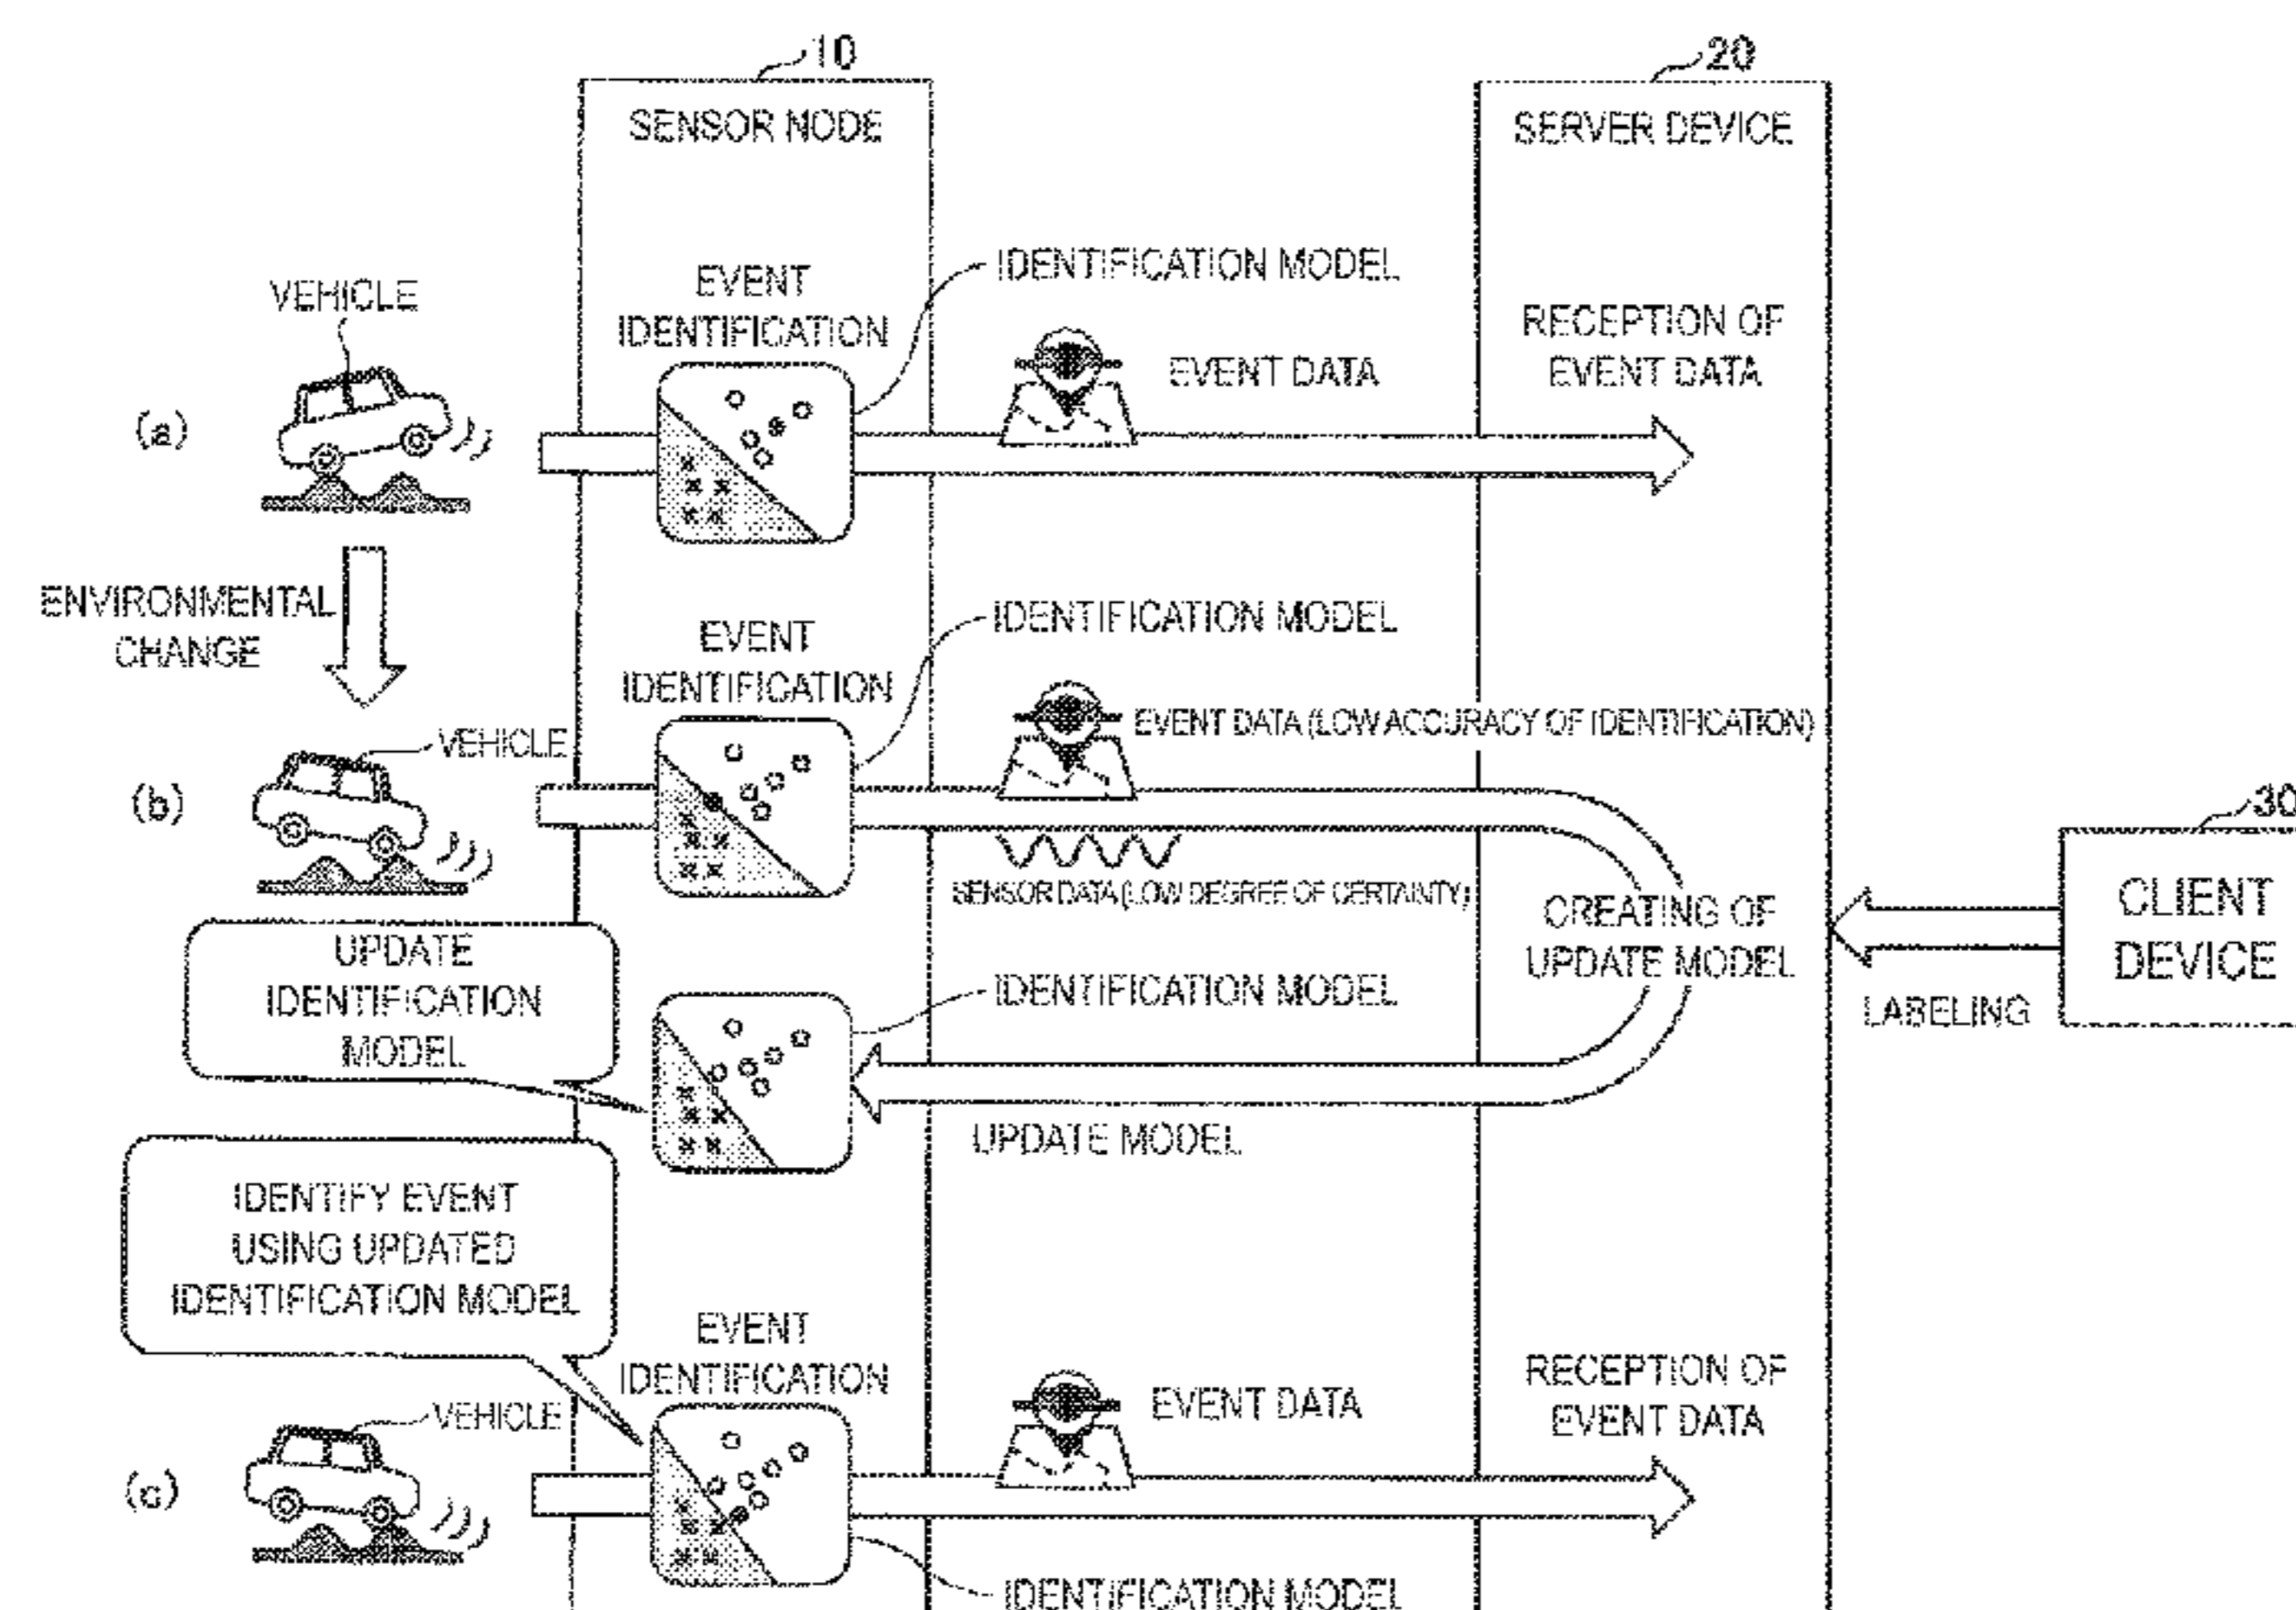 10
20
SENSOR NODE
SERVER DEVICE
IDENTIFICATION MODEL
EVENT
IDENTIFICATION
VEHICLE
RECEPTION OF
EVENT DATA
EVENT DATA
(a)
ENVIRONMENTAL
CHANGE
IDENTIFICATION MODEL
EVENT
IDENTIFICATION
VEHICLE
EVENT DATA (LOW ACCURACY OF IDENTIFICATION)
(b)
30
SENSOR DATA (LOW DEGREE OF CERTAINTY)
CREATING OF
UPDATE MODEL
CLIENT
DEVICE
LABELING
UPDATE
IDENTIFICATION
MODEL
IDENTIFICATION MODEL
UPDATE MODEL
IDENTIFY EVENT
USING UPDATED
IDENTIFICATION MODEL
EVENT
IDENTIFICATION
VEHICLE
EVENT DATA
RECEPTION OF
EVENT DATA
(c)
IDENTIFICATION MODEL